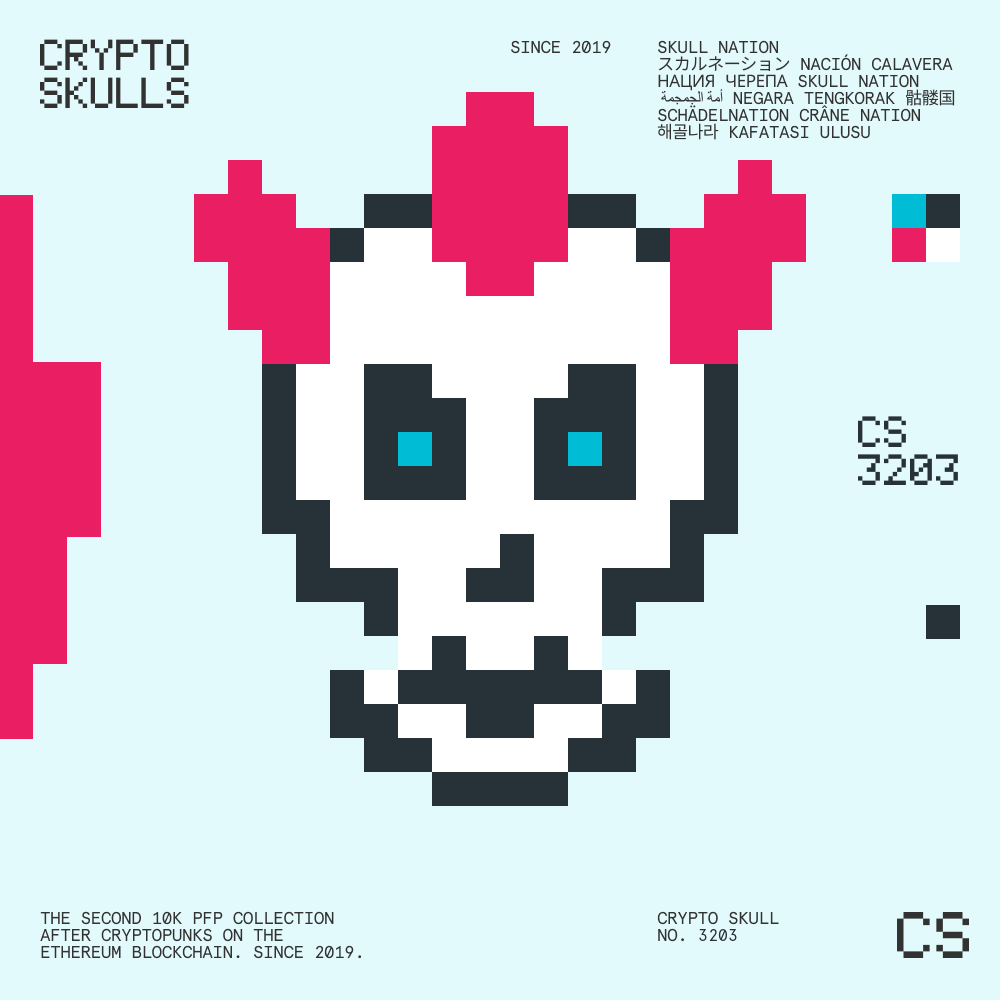 CRYPTO
SKULLS
SINCE 2019
SKULL NATION
スカルネーション NACIÓN CALAVERA
НАЦИЯ ЧЕРЕПА SKULL NATION
أمة الجمجمة NEGARA TENGKORAK 骷髅国
SCHÄDELNATION CRÂNE NATION
해골나라 KAFATASI ULUSU
CS
3203
THE SECOND 10K PFP COLLECTION
AFTER CRYPTOPUNKS ON THE
ETHEREUM BLOCKCHAIN. SINCE 2019.
CRYPTO SKULL
NO. 3203
CS